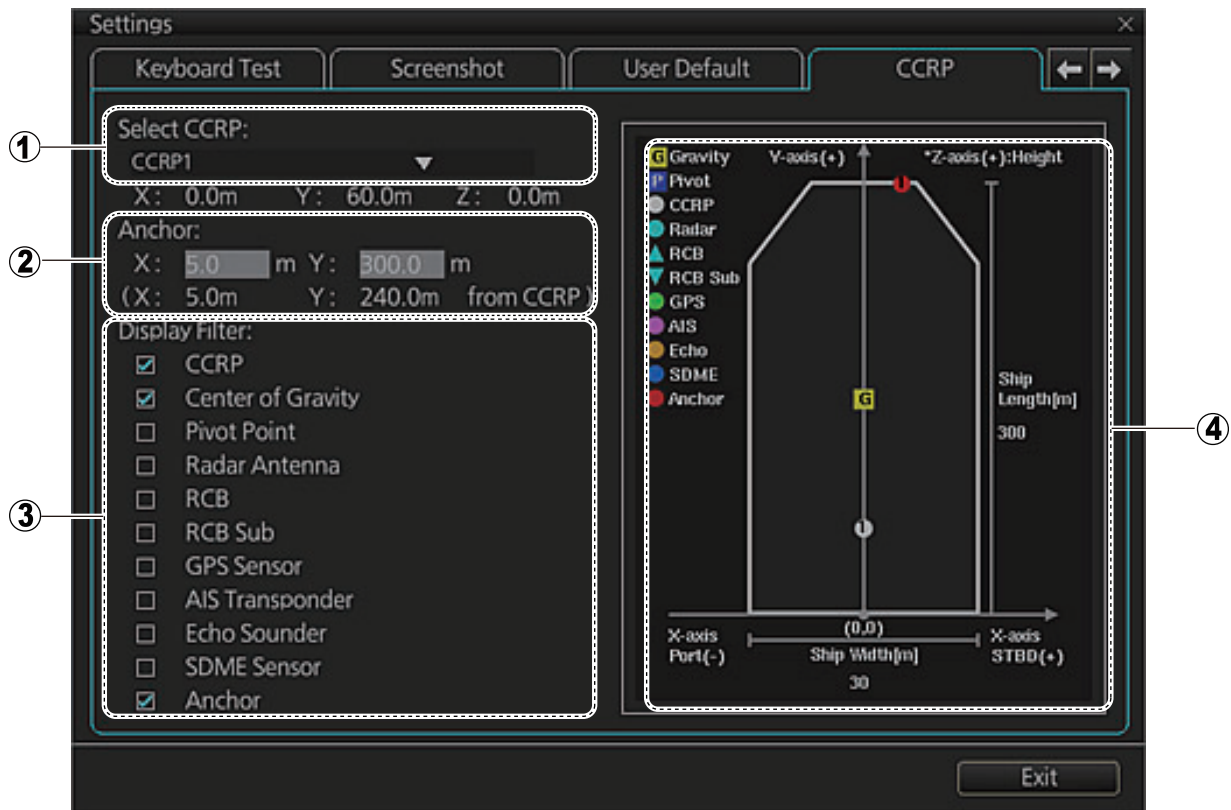 Settings
Keyboard Test
Screenshot
User Default
CCRP
1
Select CCRP:
CCRP1
X: 0.0m Y: 60.0m Z: 0.0m
2
Anchor:
X: 5.0 m Y: 300.0 m
(X: 5.0m Y: 240.0m from CCRP)
3
Display Filter:
CCRP
Center of Gravity
Pivot Point
Radar Antenna
RCB
RCB Sub
GPS Sensor
AIS Transponder
Echo Sounder
SDME Sensor
Anchor
4
G Gravity
P Pivot
CCRP
Radar
RCB
RCB Sub
GPS
AIS
Echo
SDME
Anchor
Y-axis(+)
*Z-axis(+):Height
1
G
1
Ship
Length[m]
300
(0,0)
X-axis
Port(-)
Ship Width[m]
30
X-axis
STBD(+)
Exit